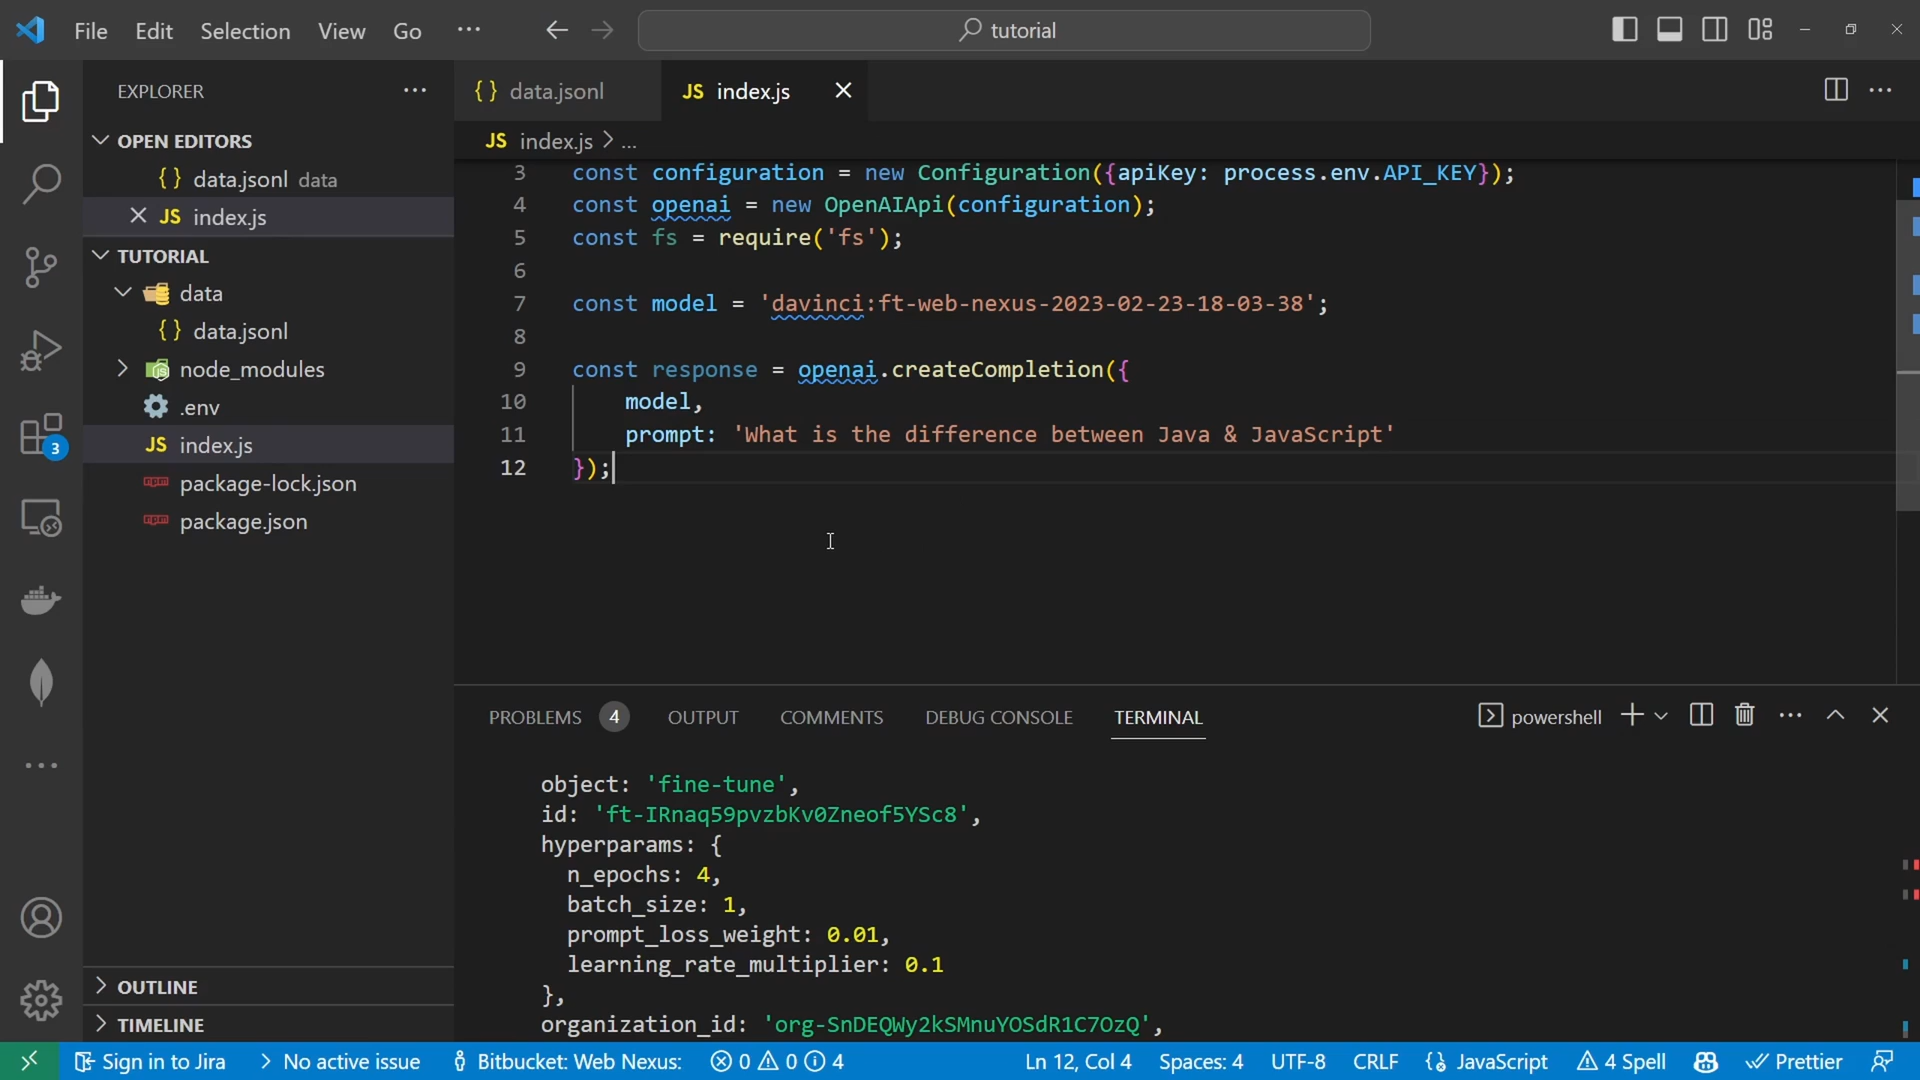 File Edit Selection View Go ···
tutorial
EXPLORER
OPEN EDITORS
{ } data.jsonl data
JS index.js
TUTORIAL
data
{ } data.jsonl
node_modules
.env
JS index.js
package-lock.json
package.json
OUTLINE
TIMELINE
3
{ } data.jsonl
JS index.js
JS index.js > ...
3 const configuration = new Configuration({apiKey: process.env.API_KEY});
4 const openai = new OpenAIApi(configuration);
5 const fs = require('fs');
6
7 const model = 'davinci:ft-web-nexus-2023-02-23-18-03-38';
8
9 const response = openai.createCompletion({
10 model,
11 prompt: 'What is the difference between Java & JavaScript'
12 });
PROBLEMS 4 OUTPUT COMMENTS DEBUG CONSOLE TERMINAL powershell
object: 'fine-tune',
id: 'ft-IRnaq59pvzbKv0Zneof5YSc8',
hyperparams: {
n_epochs: 4,
batch_size: 1,
prompt_loss_weight: 0.01,
learning_rate_multiplier: 0.1
},
organization_id: 'org-SnDEQWy2kSMnuYOSdR1C7OzQ',
Sign in to Jira No active issue Bitbucket: Web Nexus: 0 0 4 Ln 12, Col 4 Spaces: 4 UTF-8 CRLF JavaScript 4 Spell Prettier